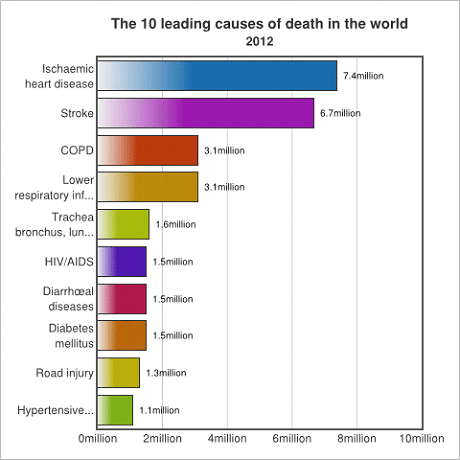 The 10 leading causes of death in the world
2012
Ischaemic
heart disease
7.4million
Stroke
6.7million
COPD
3.1million
Lower
respiratory inf...
3.1million
Trachea
bronchus, lun...
1.6million
HIV/AIDS
1.5million
Diarrhœal
diseases
1.5million
Diabetes
mellitus
1.5million
Road injury
1.3million
Hypertensive...
1.1million
0million 2million 4million 6million 8million 10million